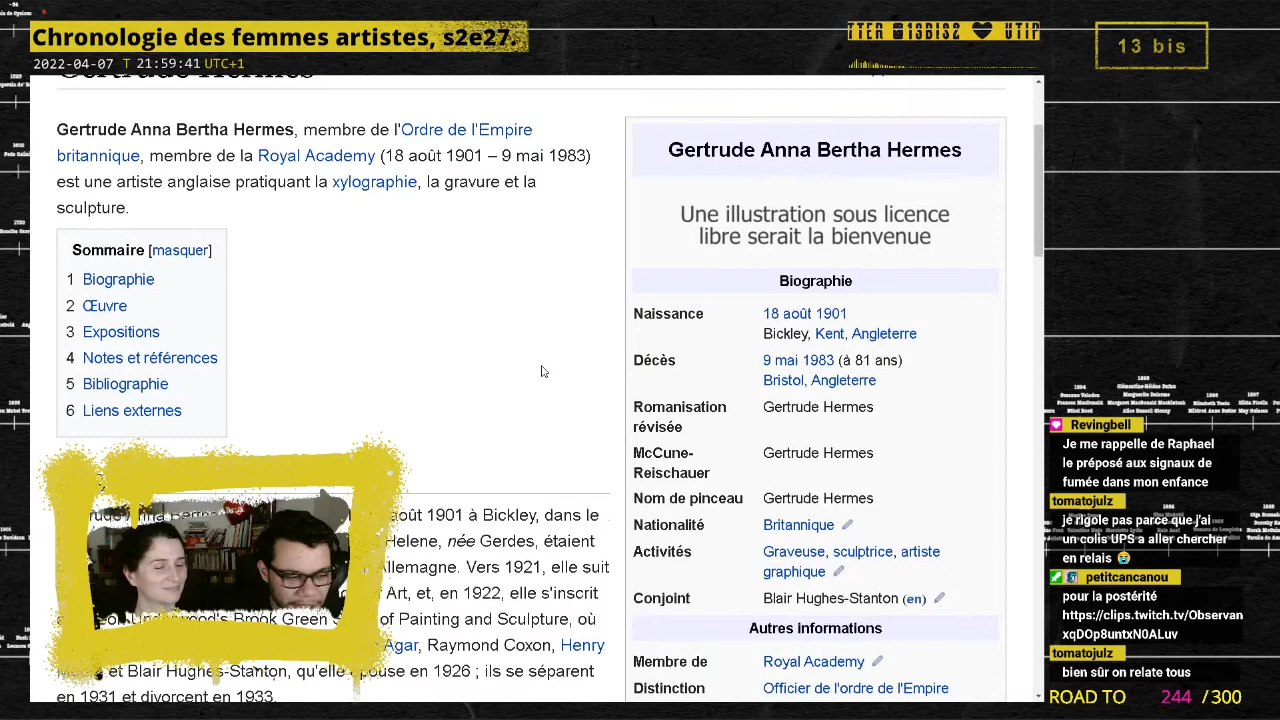 Chronologie des femmes artistes, s2e27
2022-04-07 T 21:59:41 UTC+1
13 bis
Gertrude Hermes
Gertrude Anna Bertha Hermes, membre de l'Ordre de l'Empire
britannique, membre de la Royal Academy (18 août 1901 – 9 mai 1983)
est une artiste anglaise pratiquant la xylographie, la gravure et la
sculpture.
Sommaire [masquer]
1 Biographie
2 Œuvre
3 Expositions
4 Notes et références
5 Bibliographie
6 Liens externes
août 1901 à Bickley, dans le
Helene, née Gerdes, étaient
Allemagne. Vers 1921, elle suit
Art, et, en 1922, elle s'inscrit
Brook Green of Painting and Sculpture, où
Agar, Raymond Coxon, Henry
et Blair Hughes-Stanton, qu'elle épouse en 1926 ; ils se séparent
en 1931 et divorcent en 1933.
Gertrude Anna Bertha Hermes
Une illustration sous licence
libre serait la bienvenue
Biographie
Naissance 18 août 1901
Bickley, Kent, Angleterre
Décès 9 mai 1983 (à 81 ans)
Bristol, Angleterre
Romanisation révisée Gertrude Hermes
McCune-Reischauer Gertrude Hermes
Nom de pinceau Gertrude Hermes
Nationalité Britannique
Activités Graveuse, sculptrice, artiste
graphique
Conjoint Blair Hughes-Stanton (en)
Autres informations
Membre de Royal Academy
Distinction Officier de l'ordre de l'Empire
Revingbell
Je me rappelle de Raphael
le préposé aux signaux de
fumée dans mon enfance
tomatojulz
je rigole pas parce que j'ai
un colis UPS a aller chercher
en relais 😭
petitcancanou
pour la postérité
https://clips.twitch.tv/Observan
xqDOp8untxN0ALuv
tomatojulz
bien sûr on relate tous
ROAD TO 244 /300